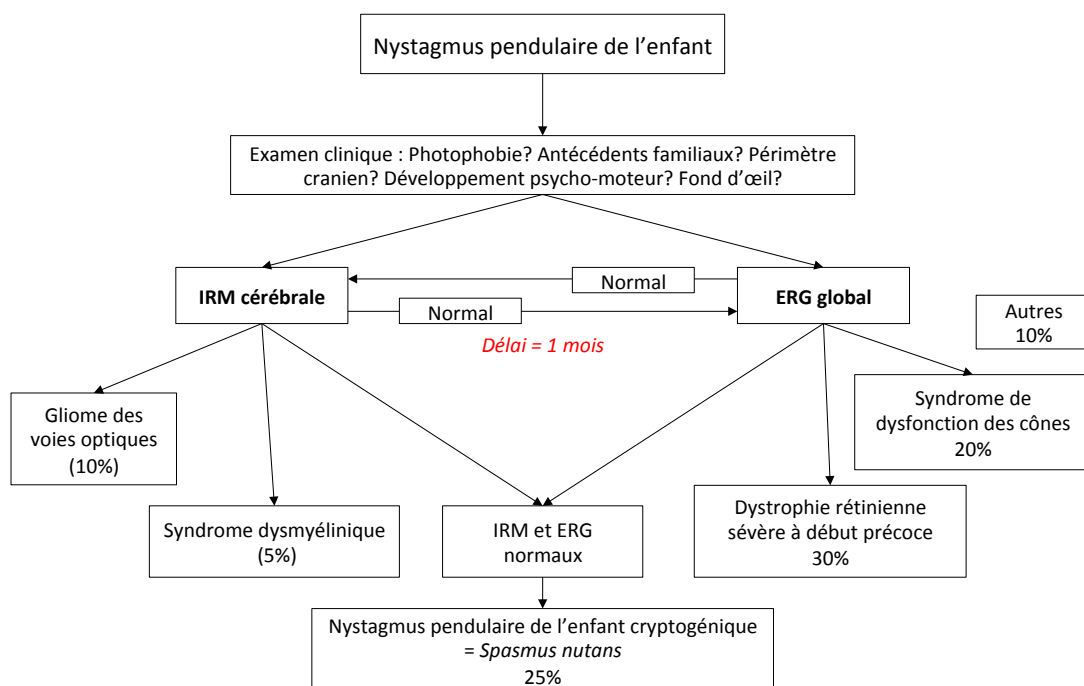 Nystagmus pendulaire de l’enfant
Examen clinique : Photophobie? Antécédents familiaux? Périmètre
cranien? Développement psycho-moteur? Fond d’œil?
Normal
IRM cérébrale
ERG global
Normal
Délai = 1 mois
Autres
10%
Gliome des
voies optiques
(10%)
Syndrome de
dysfonction des cônes
20%
Syndrome dysmyélinique
(5%)
IRM et ERG
normaux
Dystrophie rétinienne
sévère à début précoce
30%
Nystagmus pendulaire de l’enfant cryptogénique
= Spasmus nutans
25%